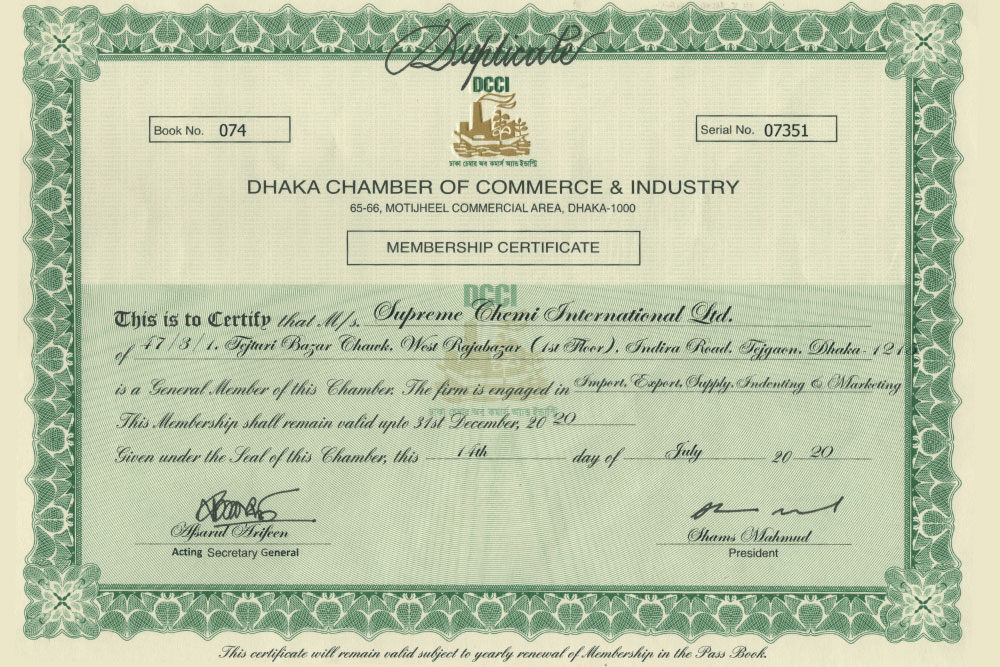 Duplicate
DCCI
Book No. 074
Serial No. 07351
ঢাকা চেম্বার অব কমার্স অ্যান্ড ইন্ডাস্ট্রি
DHAKA CHAMBER OF COMMERCE & INDUSTRY
65-66, MOTIJHEEL COMMERCIAL AREA, DHAKA-1000
MEMBERSHIP CERTIFICATE
DCCI
This is to Certify that M/s. Supreme Chemi International Ltd.
of 47/3/1, Tejturi Bazar Chawk, West Rajabazar (1st Floor), Indira Road, Tejgaon, Dhaka-121
is a General Member of this Chamber. The firm is engaged in Import, Export, Supply, Indenting & Marketing
This Membership shall remain valid upto 31st December, 20 20
Given under the Seal of this Chamber, this 14th day of July 20 20
Afsarul Arifeen
Acting Secretary General
Shams Mahmud
President
This certificate will remain valid subject to yearly renewal of Membership in the Pass Book.